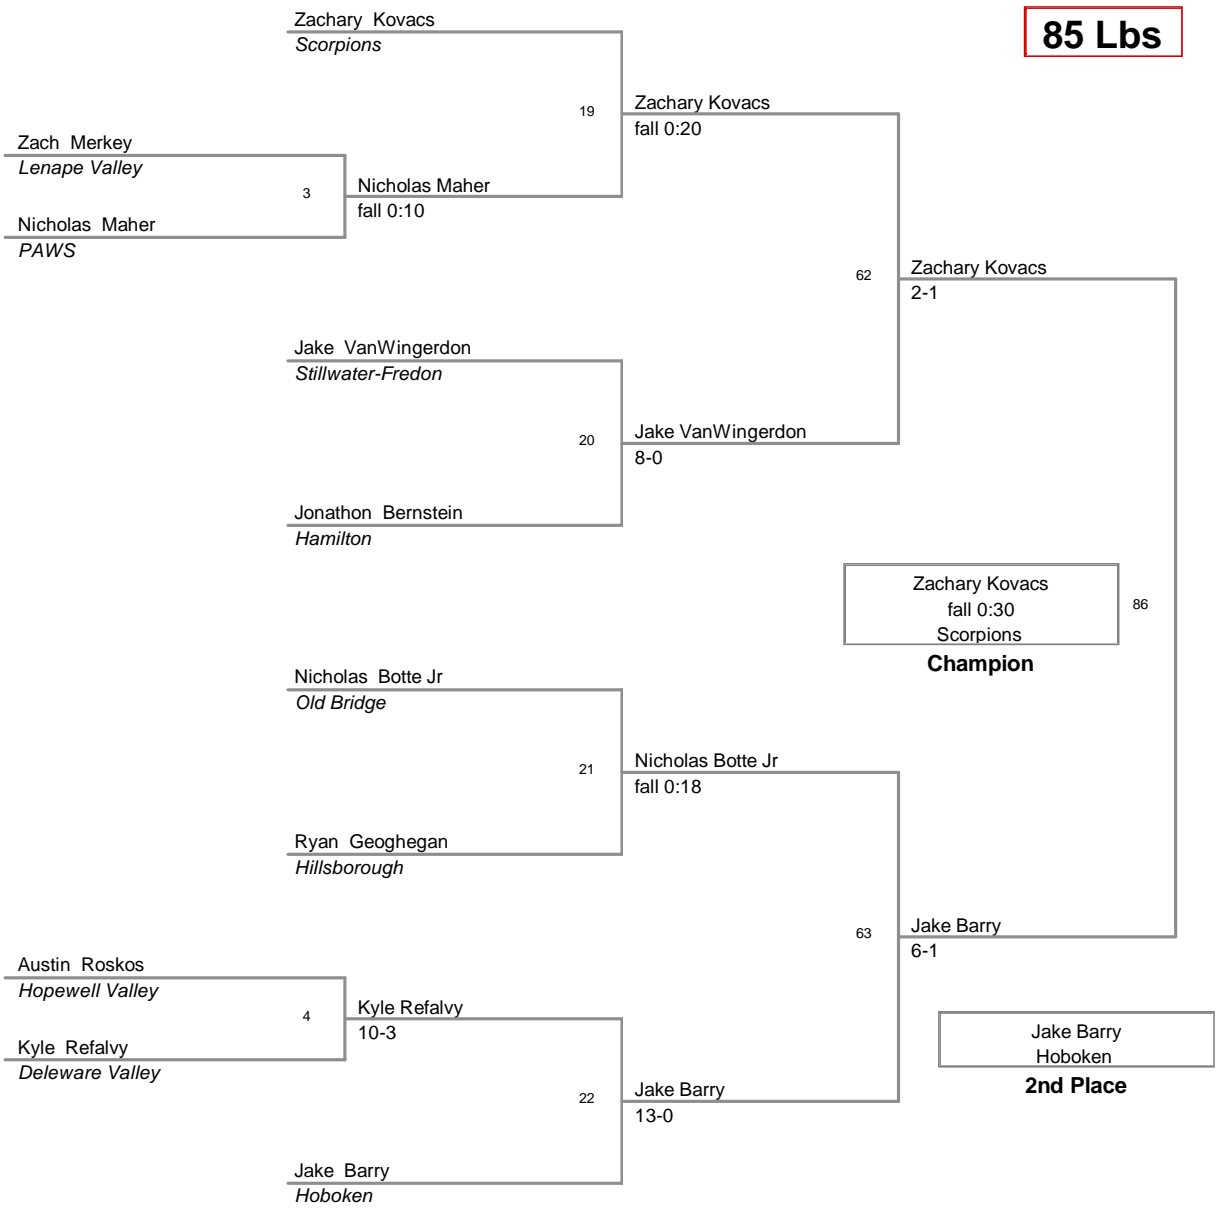 Zachary Kovacs
Scorpions
85 Lbs
19
Zachary Kovacs
fall 0:20
Zach Merkey
Lenape Valley
3
Nicholas Maher
fall 0:10
Nicholas Maher
PAWS
62
Zachary Kovacs
2-1
Jake VanWingerdon
Stillwater-Fredon
20
Jake VanWingerdon
8-0
Jonathon Bernstein
Hamilton
Zachary Kovacs
fall 0:30
Scorpions
86
Champion
Nicholas Botte Jr
Old Bridge
21
Nicholas Botte Jr
fall 0:18
Ryan Geoghegan
Hillsborough
63
Jake Barry
6-1
Austin Roskos
Hopewell Valley
4
Kyle Refalvy
10-3
Kyle Refalvy
Deleware Valley
Jake Barry
Hoboken
2nd Place
22
Jake Barry
13-0
Jake Barry
Hoboken